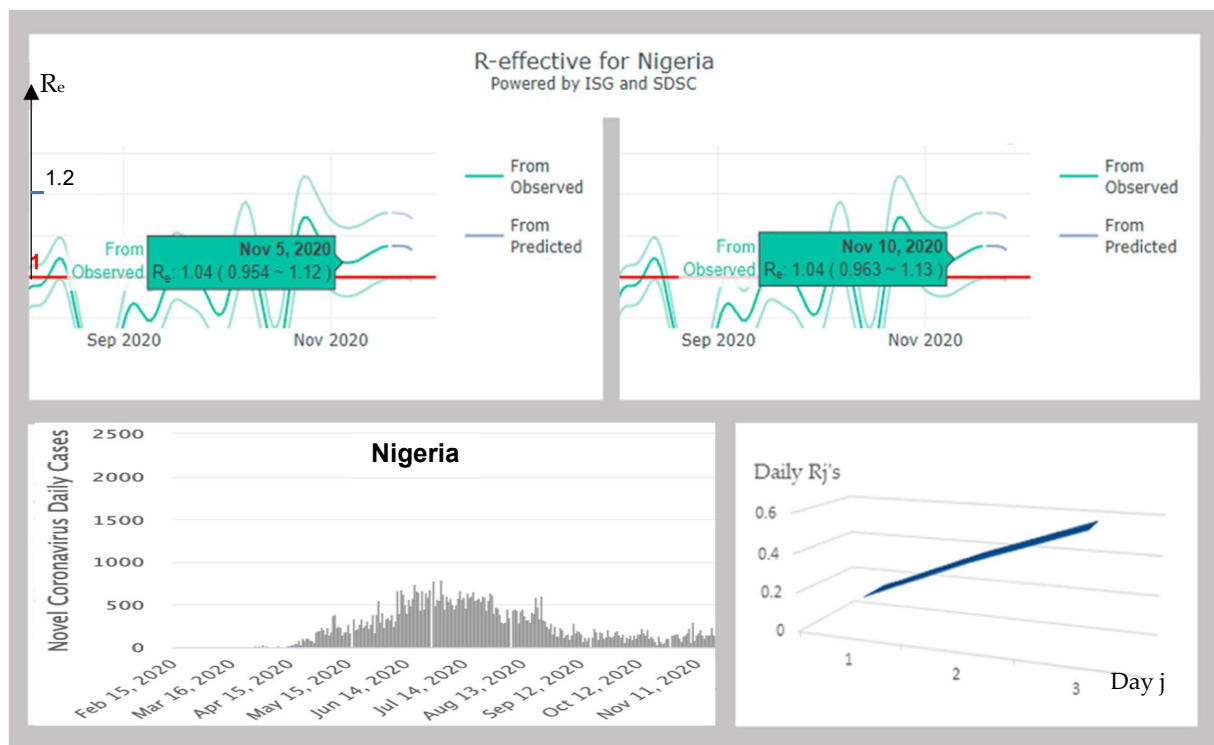 R-effective for Nigeria
Powered by ISG and SDSC
Re
1.2
1
From
Observed
From
Predicted
From
Observed
Nov 5, 2020
Re: 1.04 ( 0.954 ~ 1.12 )
Sep 2020
Nov 2020
From
Observed
From
Predicted
From
Observed
Nov 10, 2020
Re: 1.04 ( 0.963 ~ 1.13 )
Sep 2020
Nov 2020
Nigeria
Novel Coronavirus Daily Cases
2500
2000
1500
1000
500
0
Feb 15, 2020
Mar 16, 2020
Apr 15, 2020
May 15, 2020
Jun 14, 2020
Jul 14, 2020
Aug 13, 2020
Sep 12, 2020
Oct 12, 2020
Nov 11, 2020
Daily Rj's
0.6
0.4
0.2
0
1
2
3
Day j